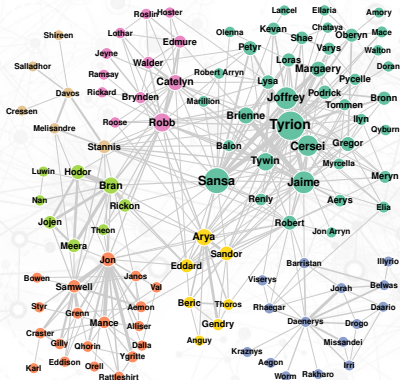 Roslin
Hoster
Lancel
Ellaria
Amory
Shireen
Lothar
Edmure
Olenna
Kevan
Shae
Chataya
Oberyn
Mace
Jeyne
Petyr
Varys
Walton
Salladhor
Walder
Loras
Doran
Ramsay
Catelyn
Robert Arryn
Lysa
Margaery
Pycelle
Davos
Rickard
Brynden
Marillion
Joffrey
Podrick
Tommen
Bronn
Cressen
Roose
Robb
Brienne
Tyrion
Ilyn
Melisandre
Qyburn
Stannis
Balon
Cersei
Gregor
Tywin
Myrcella
Luwin
Hodor
Sansa
Jaime
Meryn
Bran
Nan
Rickon
Renly
Aerys
Elia
Jojen
Theon
Robert
Jon Arryn
Meera
Arya
Jon
Sandor
Eddard
Barristan
Illyrio
Bowen
Janos
Viserys
Samwell
Val
Jorah
Belwas
Styr
Grenn
Aemon
Beric
Thoros
Rhaegar
Daario
Mance
Alliser
Gendry
Daenerys
Drogo
Craster
Gilly
Qhorin
Dalla
Anguy
Missandei
Ygritte
Kraznys
Karl
Eddison
Orell
Aegon
Irri
Rattleshirt
Worm
Rakharo